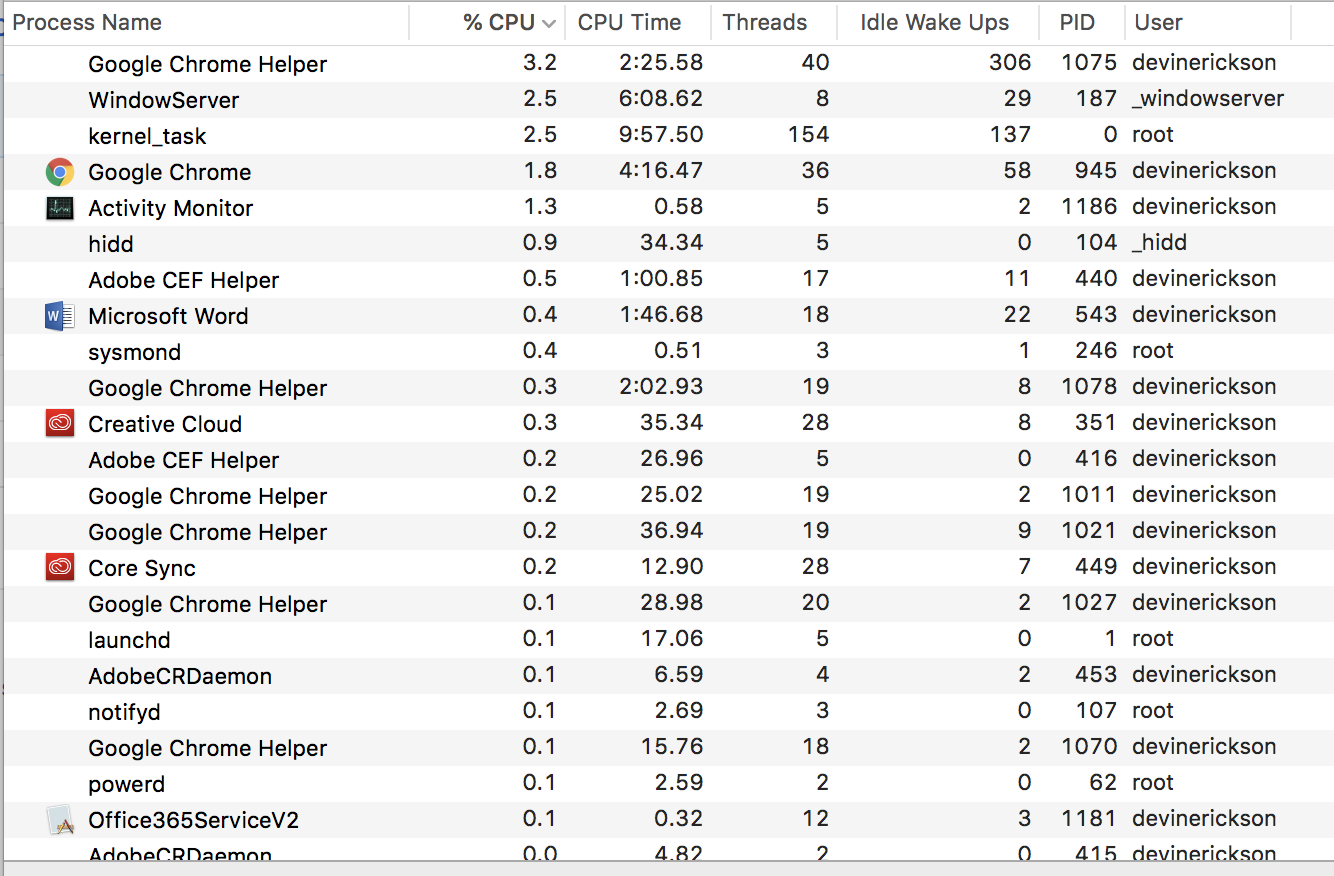 Process Name % CPU CPU Time Threads Idle Wake Ups PID User
Google Chrome Helper 3.2 2:25.58 40 306 1075 devinerickson
WindowServer 2.5 6:08.62 8 29 187 _windowserver
kernel_task 2.5 9:57.50 154 137 0 root
Google Chrome 1.8 4:16.47 36 58 945 devinerickson
Activity Monitor 1.3 0.58 5 2 1186 devinerickson
hidd 0.9 34.34 5 0 104 _hidd
Adobe CEF Helper 0.5 1:00.85 17 11 440 devinerickson
Microsoft Word 0.4 1:46.68 18 22 543 devinerickson
sysmond 0.4 0.51 3 1 246 root
Google Chrome Helper 0.3 2:02.93 19 8 1078 devinerickson
Creative Cloud 0.3 35.34 28 8 351 devinerickson
Adobe CEF Helper 0.2 26.96 5 0 416 devinerickson
Google Chrome Helper 0.2 25.02 19 2 1011 devinerickson
Google Chrome Helper 0.2 36.94 19 9 1021 devinerickson
Core Sync 0.2 12.90 28 7 449 devinerickson
Google Chrome Helper 0.1 28.98 20 2 1027 devinerickson
launchd 0.1 17.06 5 0 1 root
AdobeCRDaemon 0.1 6.59 4 2 453 devinerickson
notifyd 0.1 2.69 3 0 107 root
Google Chrome Helper 0.1 15.76 18 2 1070 devinerickson
powerd 0.1 2.59 2 0 62 root
Office365ServiceV2 0.1 0.32 12 3 1181 devinerickson
AdobeCRDaemon 0.0 4.82 2 0 415 devinerickson